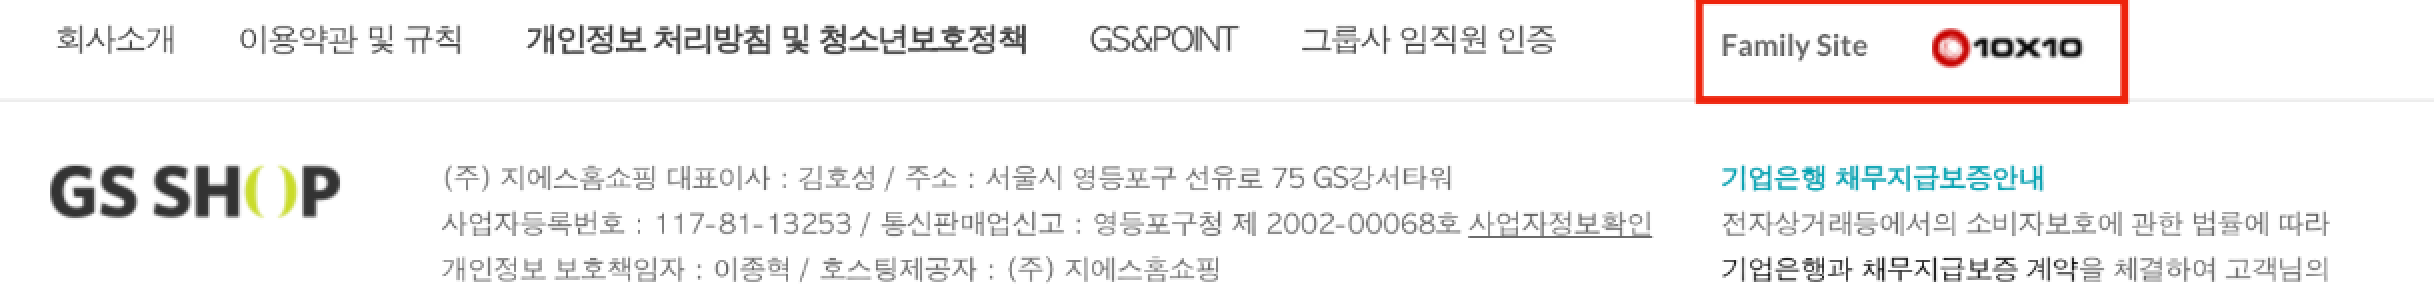 회사소개 이용약관 및 규칙 개인정보 처리방침 및 청소년보호정책 GS&POINT 그룹사 임직원 인증 Family Site 10X10
GS SHOP
(주) 지에스홈쇼핑 대표이사 : 김호성 / 주소 : 서울시 영등포구 선유로 75 GS강서타워
사업자등록번호 : 117-81-13253 / 통신판매업신고 : 영등포구청 제 2002-00068호 사업자정보확인
개인정보 보호책임자 : 이종혁 / 호스팅제공자 : (주) 지에스홈쇼핑
기업은행 채무지급보증안내
전자상거래등에서의 소비자보호에 관한 법률에 따라
기업은행과 채무지급보증 계약을 체결하여 고객님의